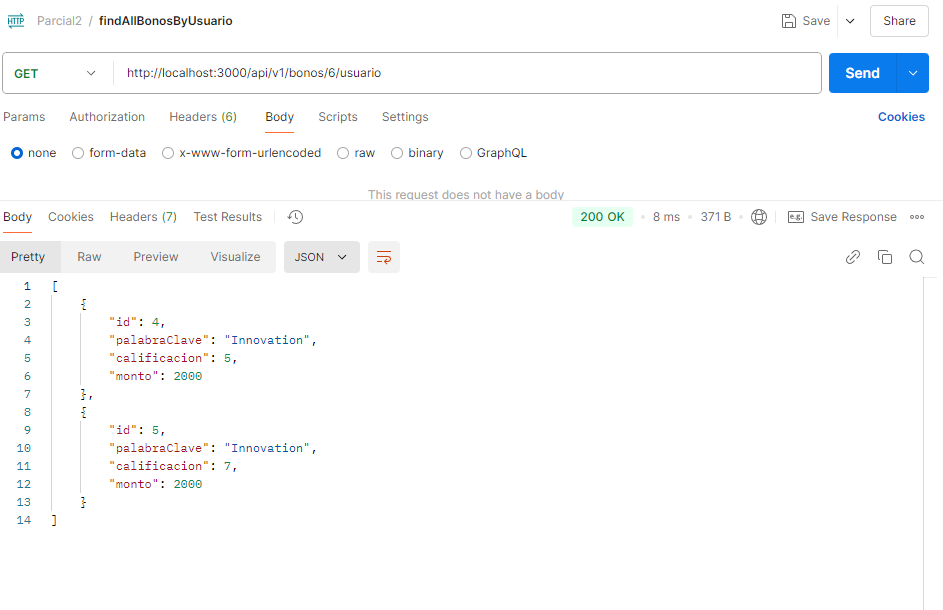 HTTP Parcial2 / findAllBonosByUsuario Save Share
GET http://localhost:3000/api/v1/bonos/6/usuario Send
Params Authorization Headers (6) Body Scripts Settings Cookies
none form-data x-www-form-urlencoded raw binary GraphQL
This request does not have a body
Body Cookies Headers (7) Test Results 200 OK • 8 ms • 371 B • e.g. Save Response
Pretty Raw Preview Visualize JSON
1 [
2 {
3 "id": 4,
4 "palabraClave": "Innovation",
5 "calificacion": 5,
6 "monto": 2000
7 },
8 {
9 "id": 5,
10 "palabraClave": "Innovation",
11 "calificacion": 7,
12 "monto": 2000
13 }
14 ]